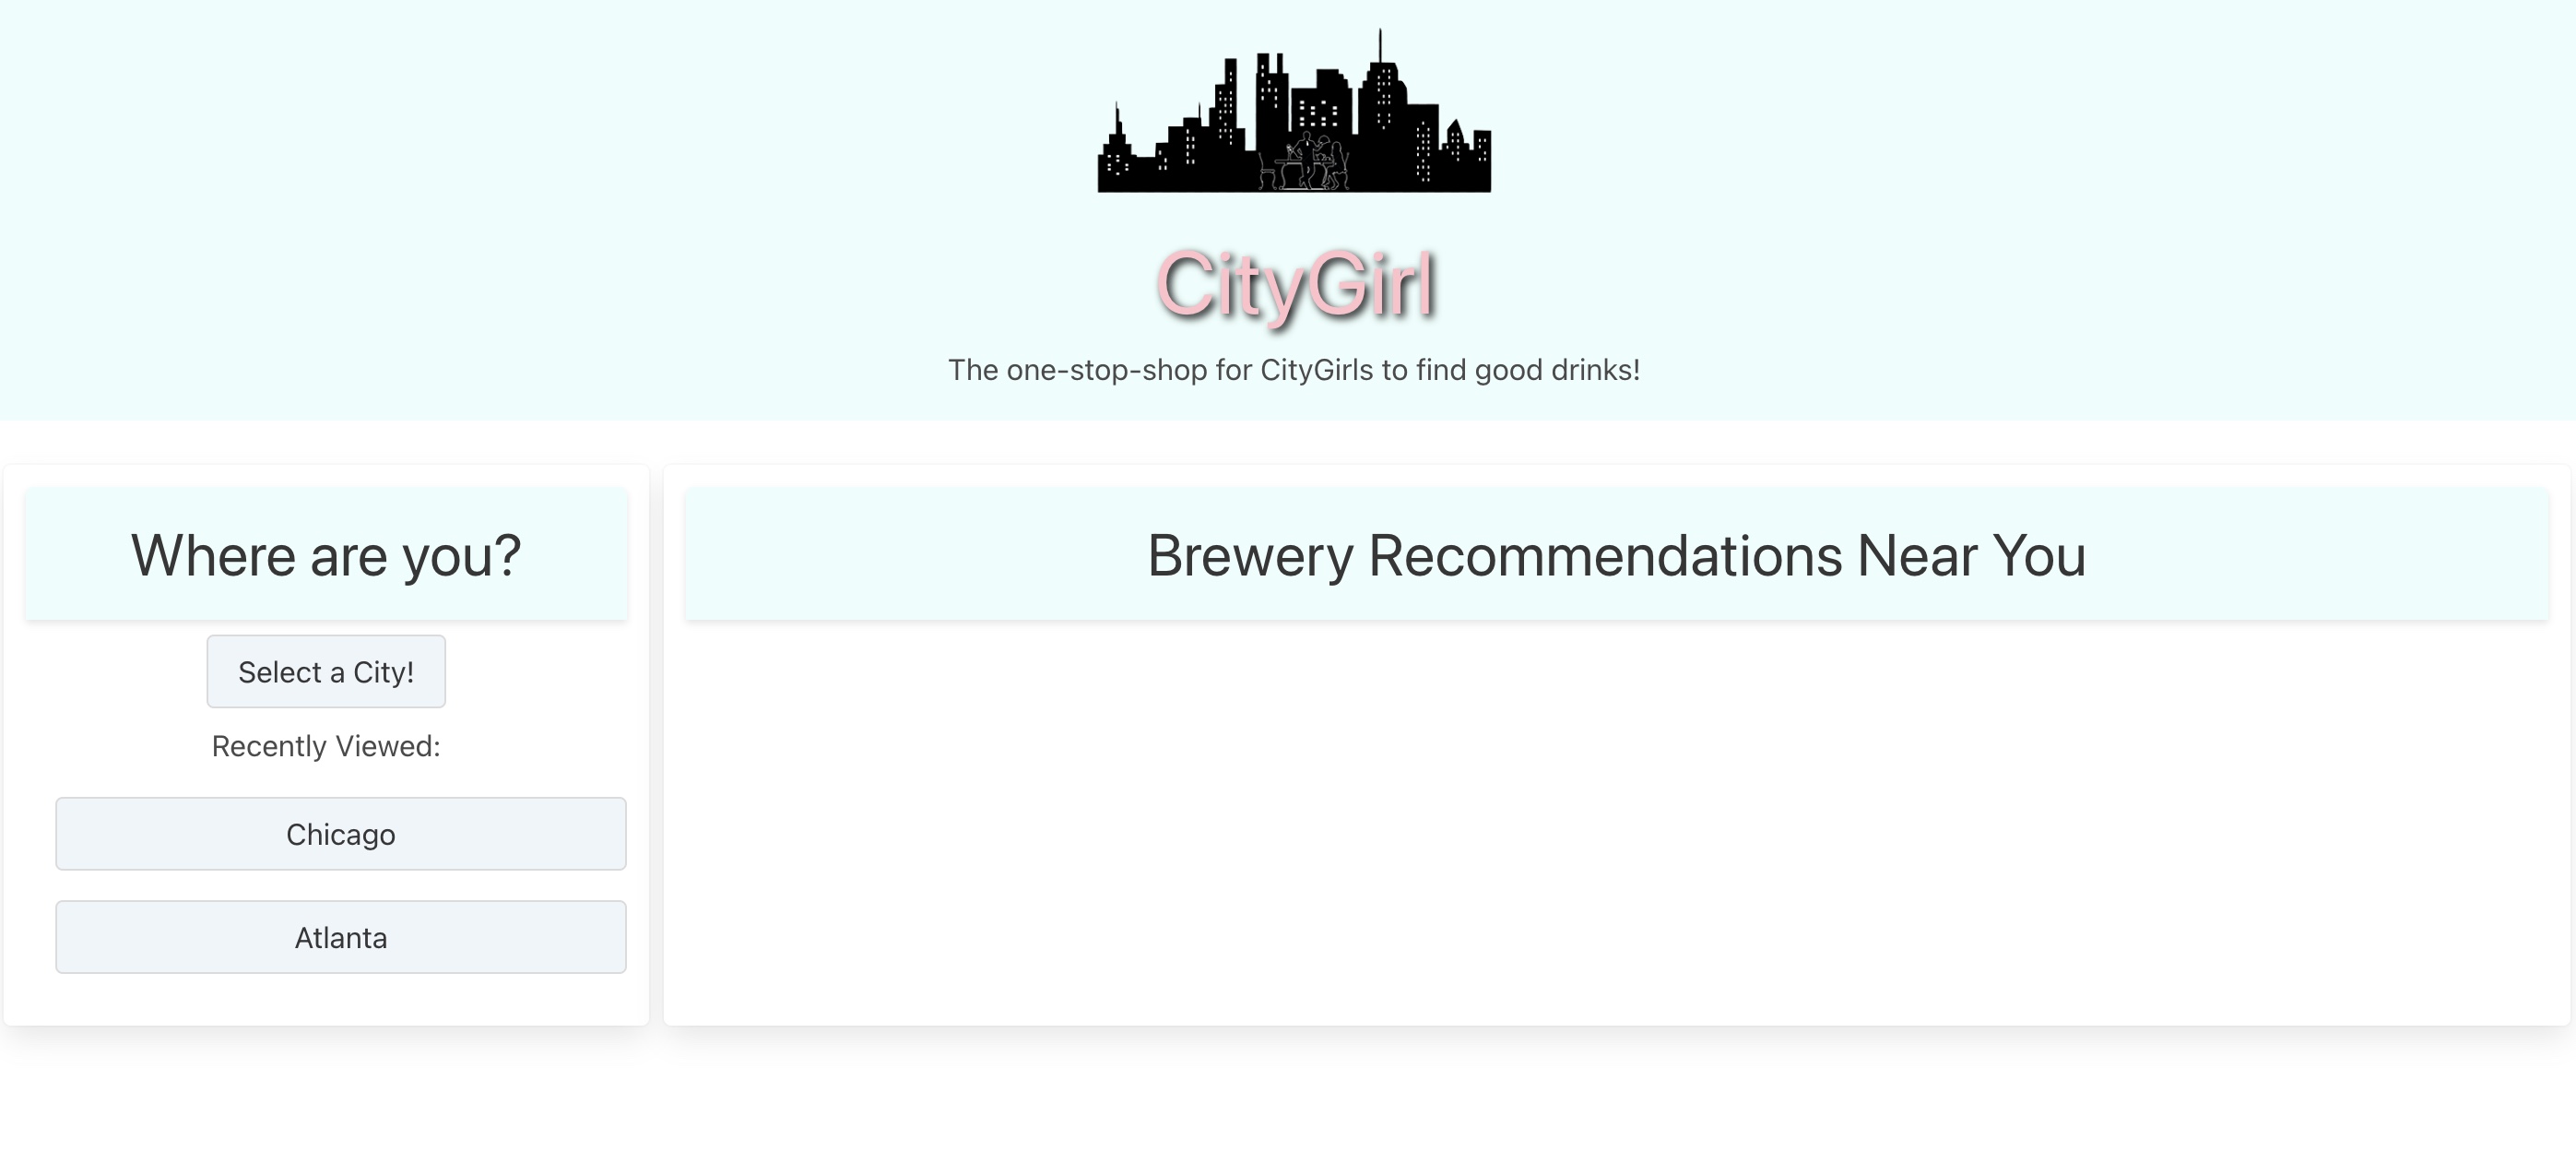 CityGirl
The one-stop-shop for CityGirls to find good drinks!
Where are you?
Select a City!
Recently Viewed:
Chicago
Atlanta
Brewery Recommendations Near You